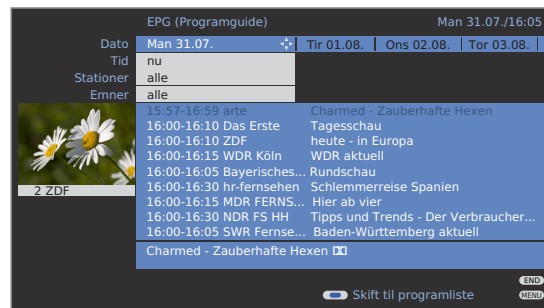 EPG (Programguide) Man 31.07./16:05
Dato Man 31.07. Tir 01.08. Ons 02.08. Tor 03.08.
Tid nu
Stationer alle
Emner alle
15:57-16:59 arte Charmed - Zauberhafte Hexen
16:00-16:10 Das Erste Tagesschau
16:00-16:10 ZDF heute - in Europa
16:00-16:15 WDR Köln WDR aktuell
16:00-16:05 Bayerisches... Rundschau
16:00-16:30 hr-fernsehen Schlemmerreise Spanien
16:00-16:15 MDR FERNS... Hier ab vier
16:00-16:30 NDR FS HH Tipps und Trends - Der Verbraucher...
16:00-16:05 SWR Fernse... Baden-Württemberg aktuell
2 ZDF
Charmed - Zauberhafte Hexen
END
Skift til programliste MENU